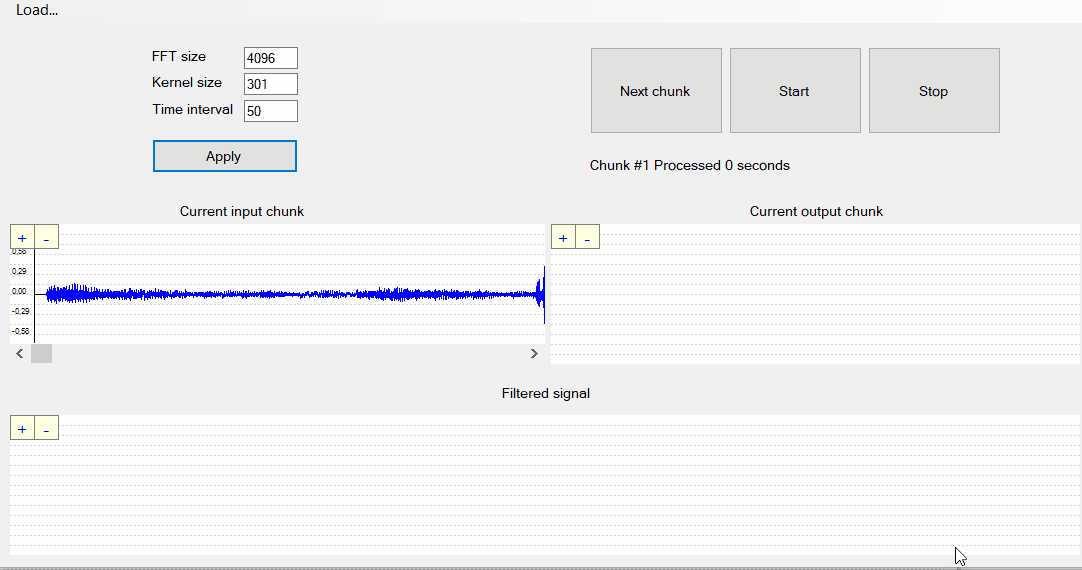 Load...
FFT size 4096
Kernel size 301
Time interval 50
Apply
Next chunk Start Stop
Chunk #1 Processed 0 seconds
Current input chunk
Current output chunk
+ -
0,58
0,29
0,00
-0,29
-0,58
< >
+ -
Filtered signal
+ -